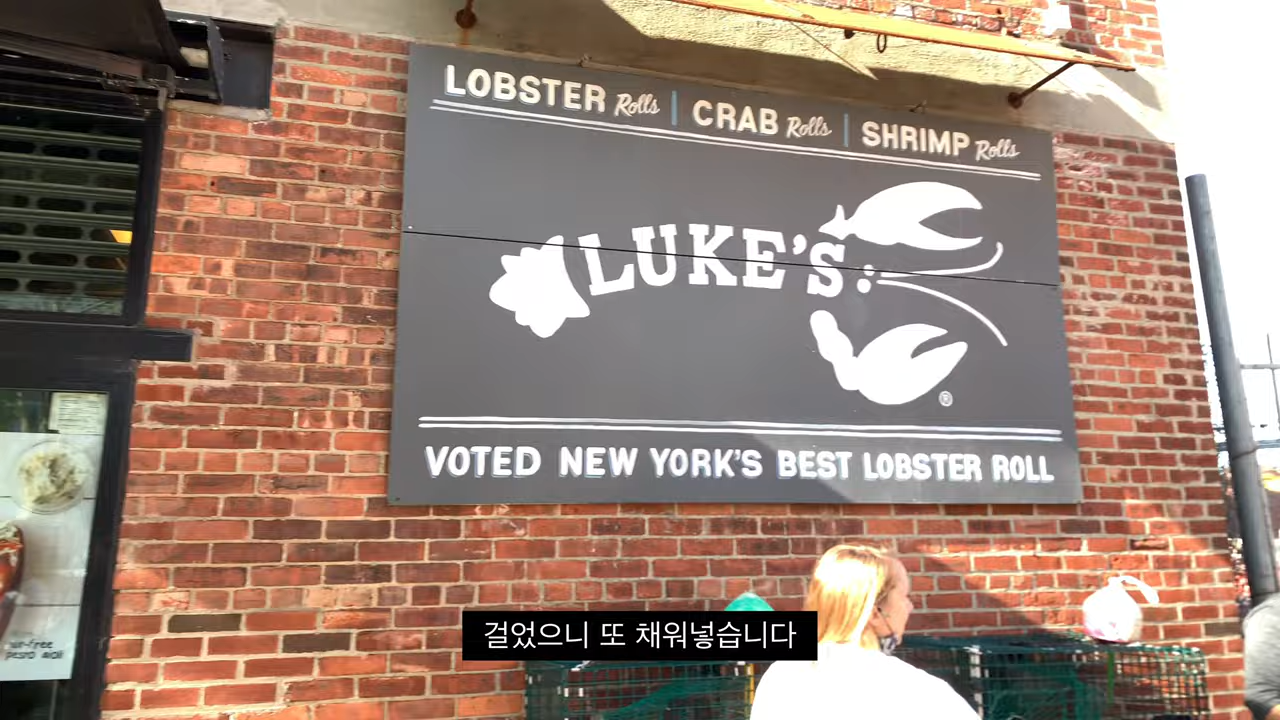 LOBSTER Rolls | CRAB Rolls | SHRIMP Rolls
LUKE'S
®
VOTED NEW YORK'S BEST LOBSTER ROLL
걸었으니 또 채워넣습니다